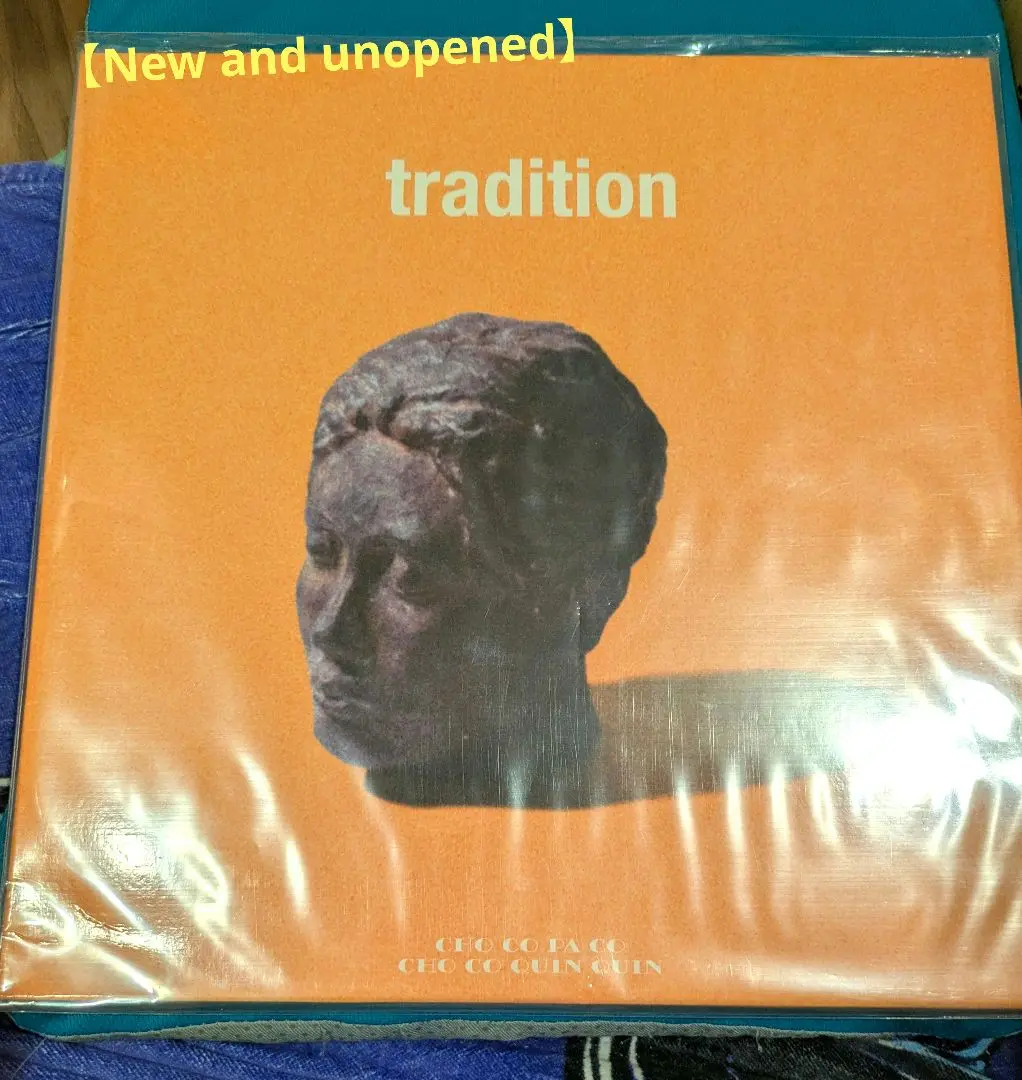 【New and unopened】
tradition
CHO CO PA CO
CHO CO QUIN QUIN